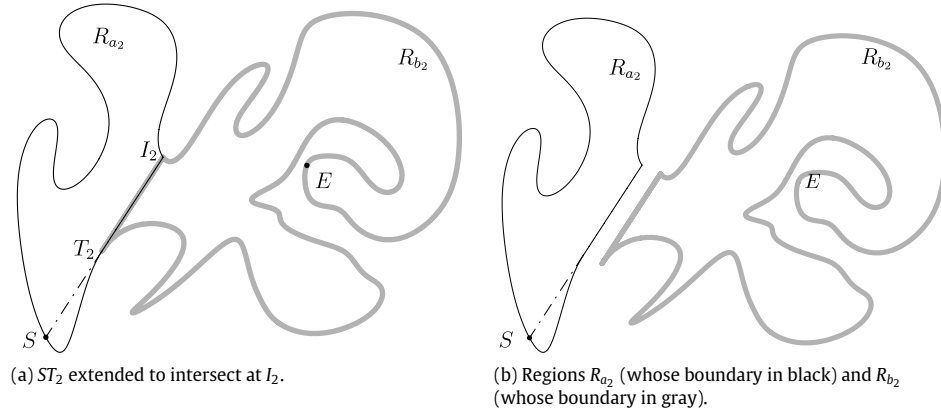 R_{a_2}
R_{b_2}
I_2
E
T_2
S
(a) ST_2 extended to intersect at I_2.
R_{a_2}
R_{b_2}
E
S
(b) Regions R_{a_2} (whose boundary in black) and R_{b_2}
(whose boundary in gray).